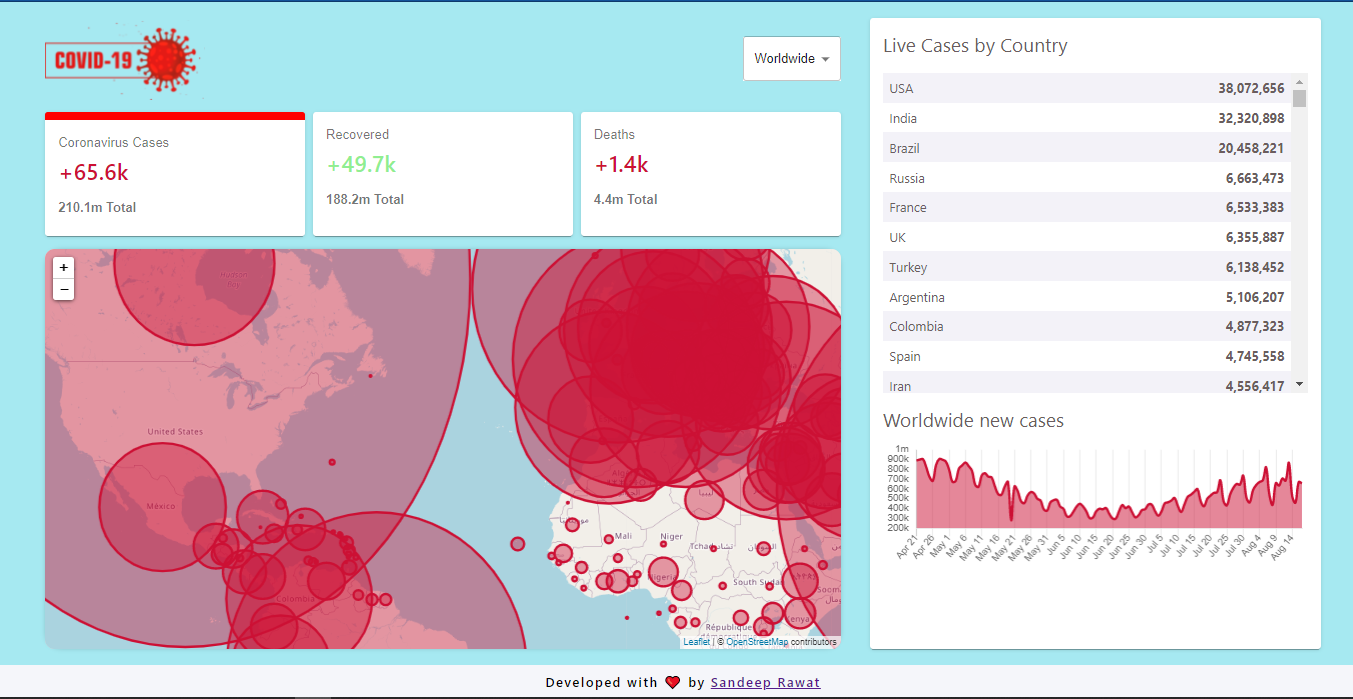 COVID-19
Worldwide
Coronavirus Cases
+65.6k
210.1m Total
Recovered
+49.7k
188.2m Total
Deaths
+1.4k
4.4m Total
+
−
Hudson
United States
México
Colombia
Mali
Niger
Nigeria
ليبيا
السودان
South Sudan
Kenya
République
démocratique
Leaflet | © OpenStreetMap contributors
Live Cases by Country
USA 38,072,656
India 32,320,898
Brazil 20,458,221
Russia 6,663,473
France 6,533,383
UK 6,355,887
Turkey 6,138,452
Argentina 5,106,207
Colombia 4,877,323
Spain 4,745,558
Iran 4,556,417
Worldwide new cases
1m
900k
800k
700k
600k
500k
400k
300k
200k
Apr 21
Apr 26
May 1
May 6
May 11
May 16
May 21
May 26
May 31
Jun 5
Jun 10
Jun 15
Jun 20
Jun 25
Jun 30
Jul 5
Jul 10
Jul 15
Jul 20
Jul 25
Jul 30
Aug 4
Aug 9
Aug 14
Developed with ❤ by Sandeep Rawat